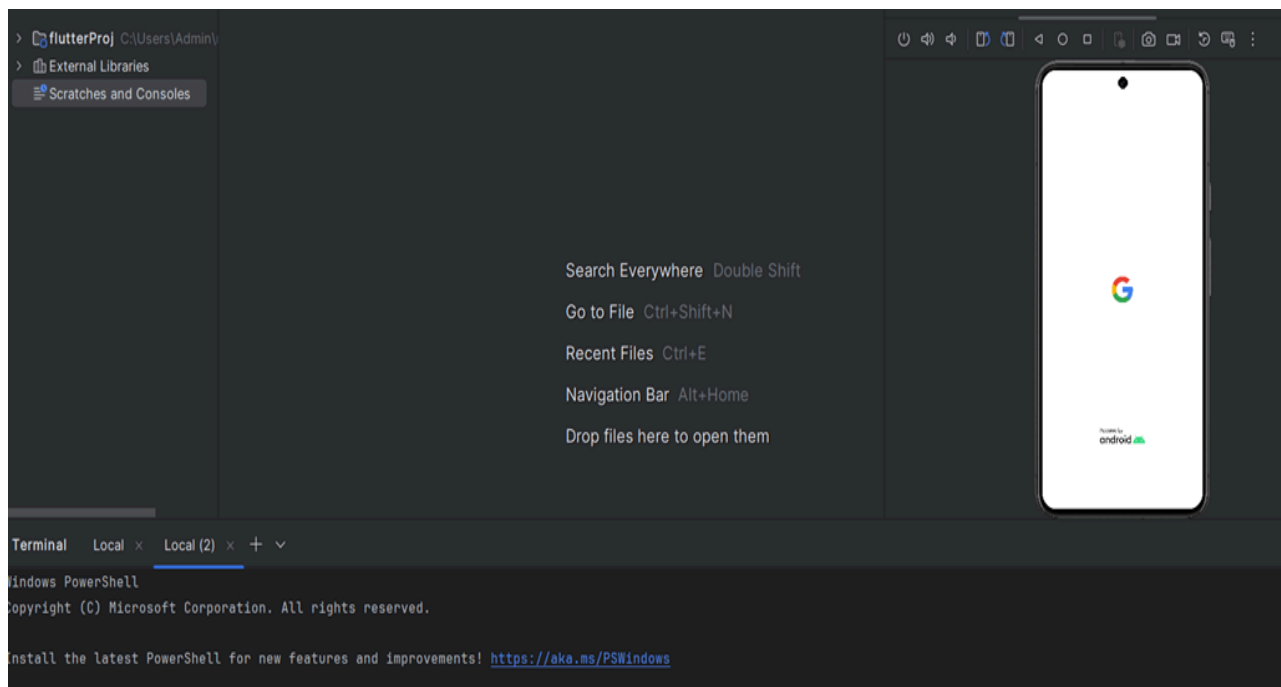 flutterProj C:\Users\Admin\
External Libraries
Scratches and Consoles
Search Everywhere Double Shift
Go to File Ctrl+Shift+N
Recent Files Ctrl+E
Navigation Bar Alt+Home
Drop files here to open them
G
android
Terminal Local Local (2)
Windows PowerShell
Copyright (C) Microsoft Corporation. All rights reserved.
Install the latest PowerShell for new features and improvements! https://aka.ms/PSWindows